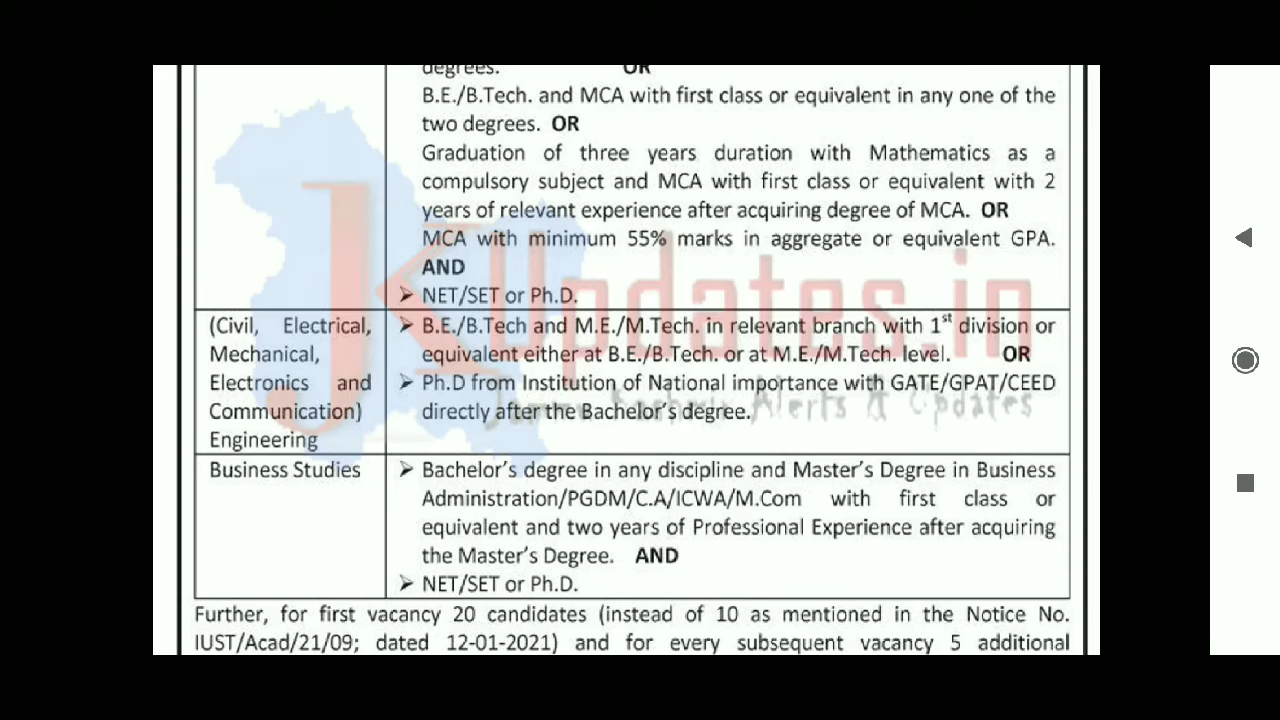 degrees. OR
B.E./B.Tech. and MCA with first class or equivalent in any one of the
two degrees. OR
Graduation of three years duration with Mathematics as a
compulsory subject and MCA with first class or equivalent with 2
years of relevant experience after acquiring degree of MCA. OR
MCA with minimum 55% marks in aggregate or equivalent GPA.
AND
➢ NET/SET or Ph.D.
(Civil, Electrical,
Mechanical,
Electronics and
Communication)
Engineering
➢ B.E./B.Tech and M.E./M.Tech. in relevant branch with 1st division or
equivalent either at B.E./B.Tech. or at M.E./M.Tech. level. OR
➢ Ph.D from Institution of National importance with GATE/GPAT/CEED
directly after the Bachelor's degree.
Business Studies
➢ Bachelor's degree in any discipline and Master's Degree in Business
Administration/PGDM/C.A/ICWA/M.Com with first class or
equivalent and two years of Professional Experience after acquiring
the Master's Degree. AND
➢ NET/SET or Ph.D.
Further, for first vacancy 20 candidates (instead of 10 as mentioned in the Notice No.
IUST/Acad/21/09; dated 12-01-2021) and for every subsequent vacancy 5 additional
JKUpdates.in
Jammu Kashmir Alerts & Updates